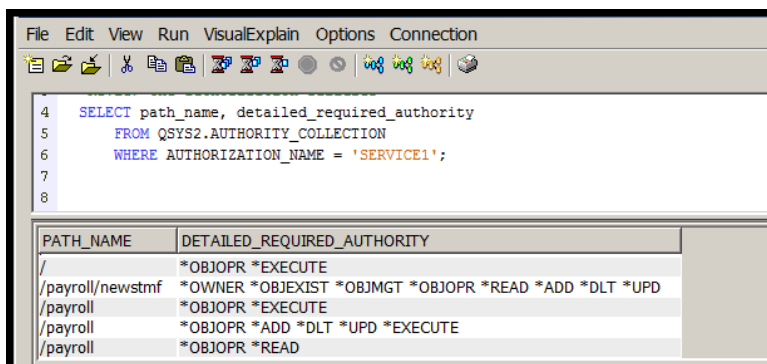 File Edit View Run VisualExplain Options Connection
4 SELECT path_name, detailed_required_authority
5 FROM QSYS2.AUTHORITY_COLLECTION
6 WHERE AUTHORIZATION_NAME = 'SERVICE1';
7
8
PATH_NAME DETAILED_REQUIRED_AUTHORITY
/ *OBJOPR *EXECUTE
/payroll/newstmf *OWNER *OBJEXIST *OBJMGT *OBJOPR *READ *ADD *DLT *UPD
/payroll *OBJOPR *EXECUTE
/payroll *OBJOPR *ADD *DLT *UPD *EXECUTE
/payroll *OBJOPR *READ